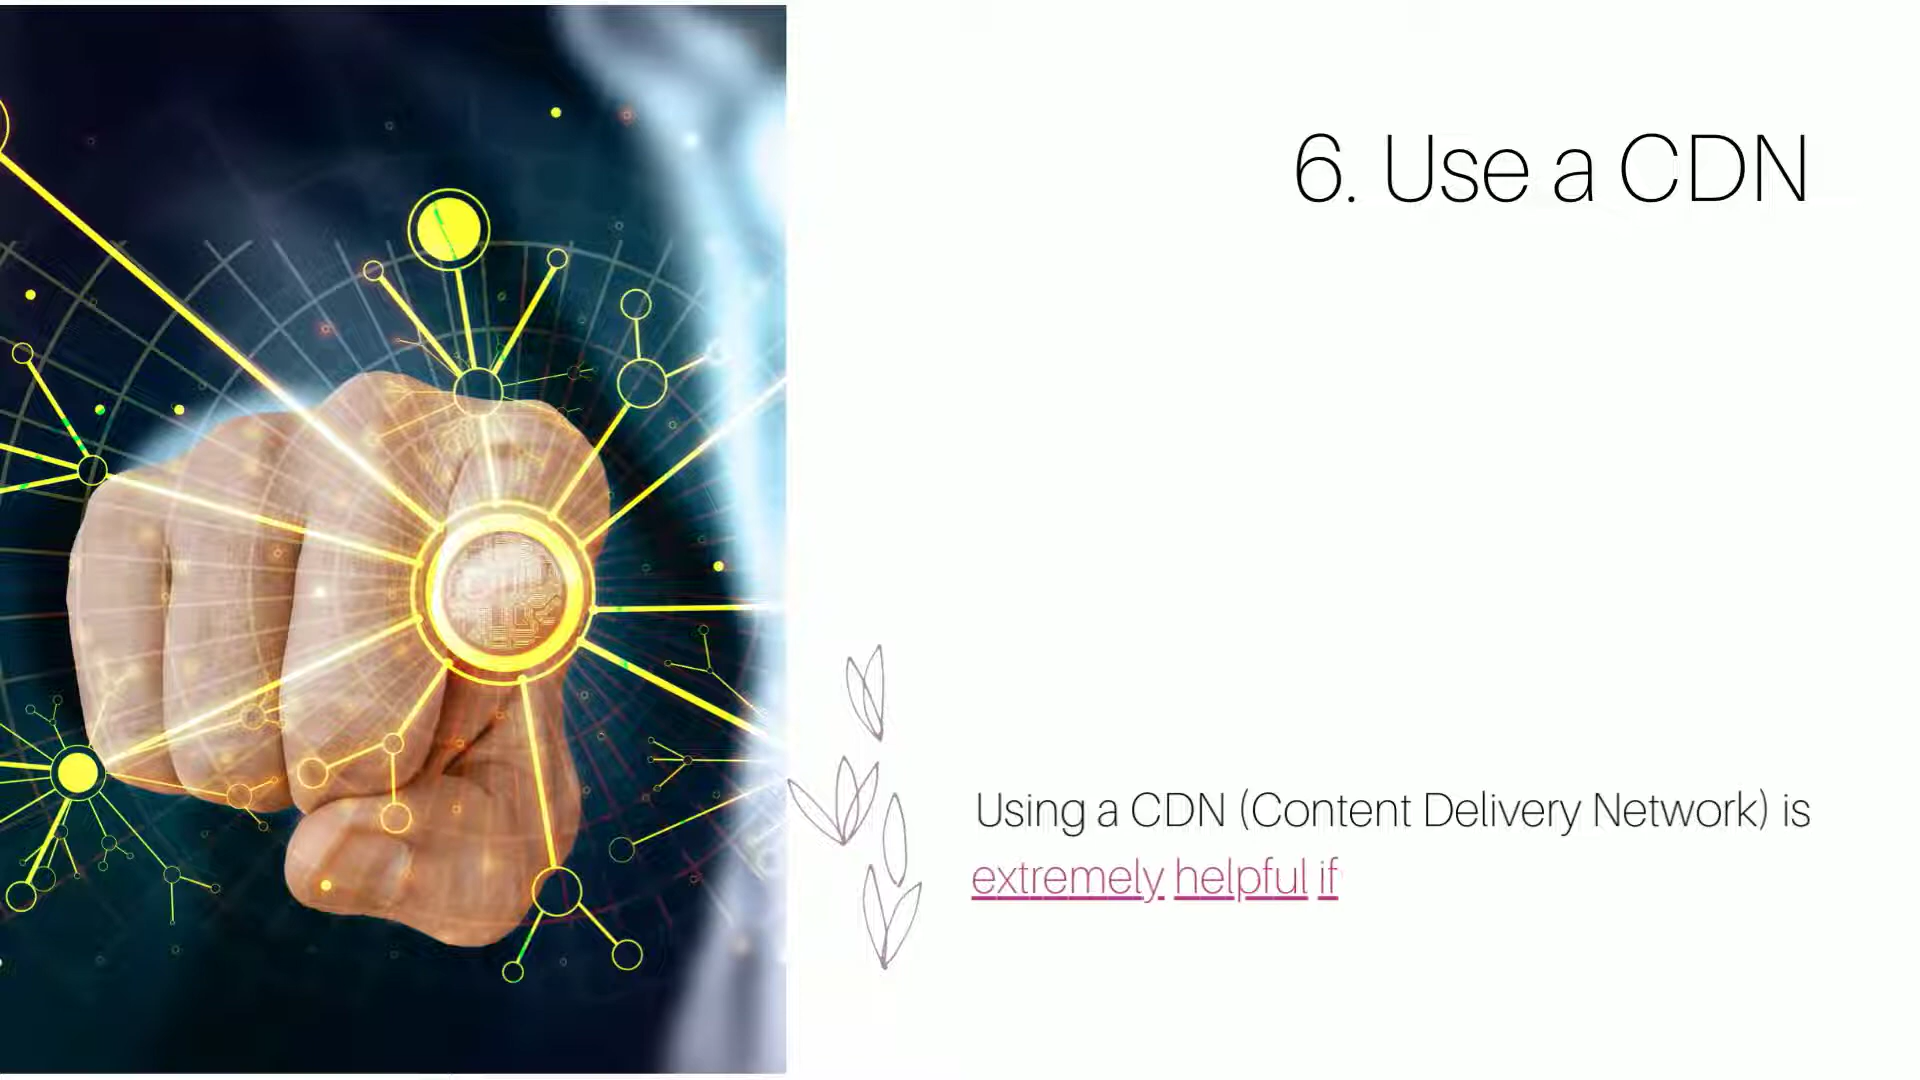 6. Use a CDN
Using a CDN (Content Delivery Network) is
extremely helpful if